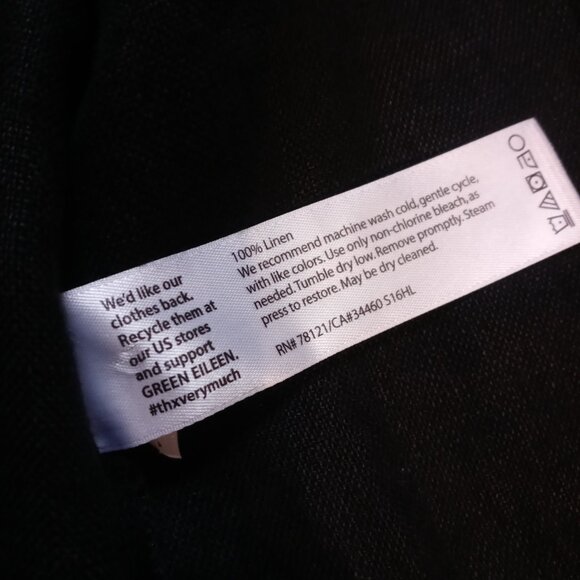 We'd like our
clothes back.
Recycle them at
our US stores
and support
GREEN EILEEN.
#thxverymuch
100% Linen
We recommend machine wash cold, gentle cycle,
with like colors. Use only non-chlorine bleach, as
needed. Tumble dry low. Remove promptly. Steam
press to restore. May be dry cleaned.
RN# 78121/CA#34460 S16HL